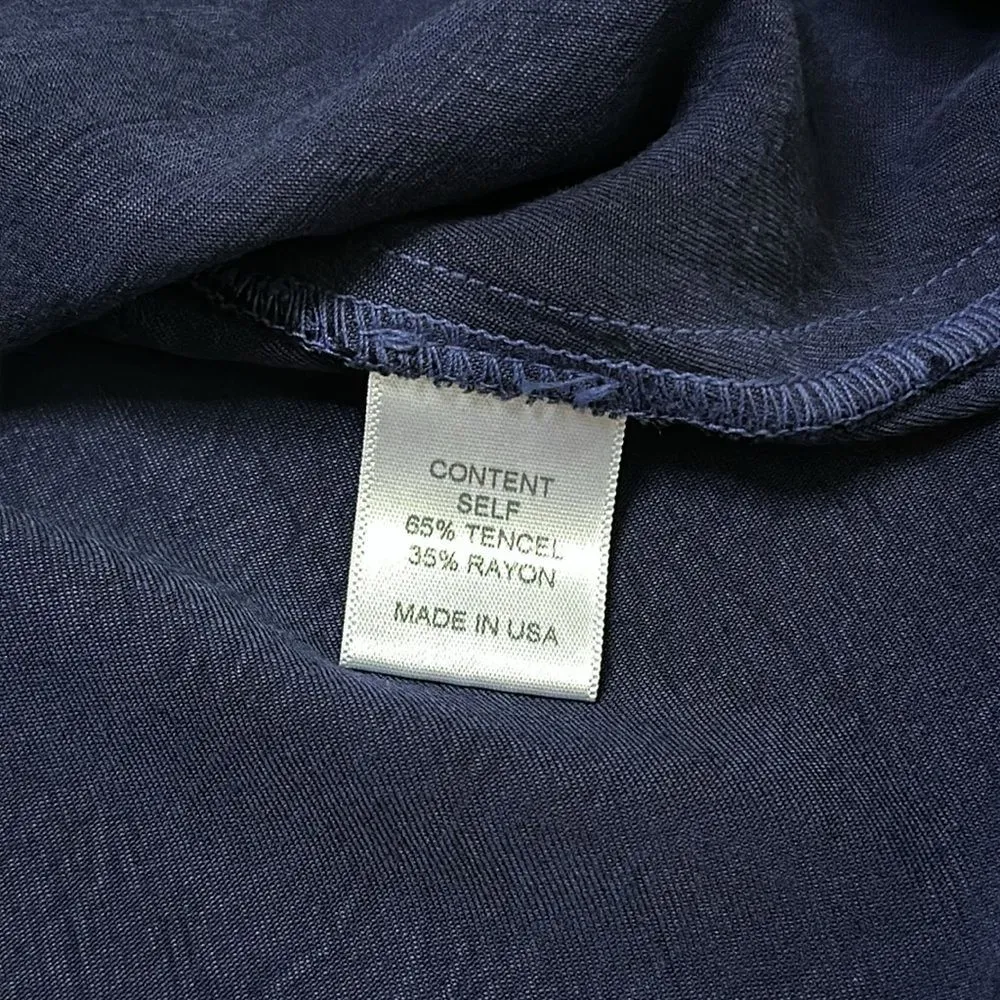 CONTENT
SELF
65% TENCEL
35% RAYON
MADE IN USA